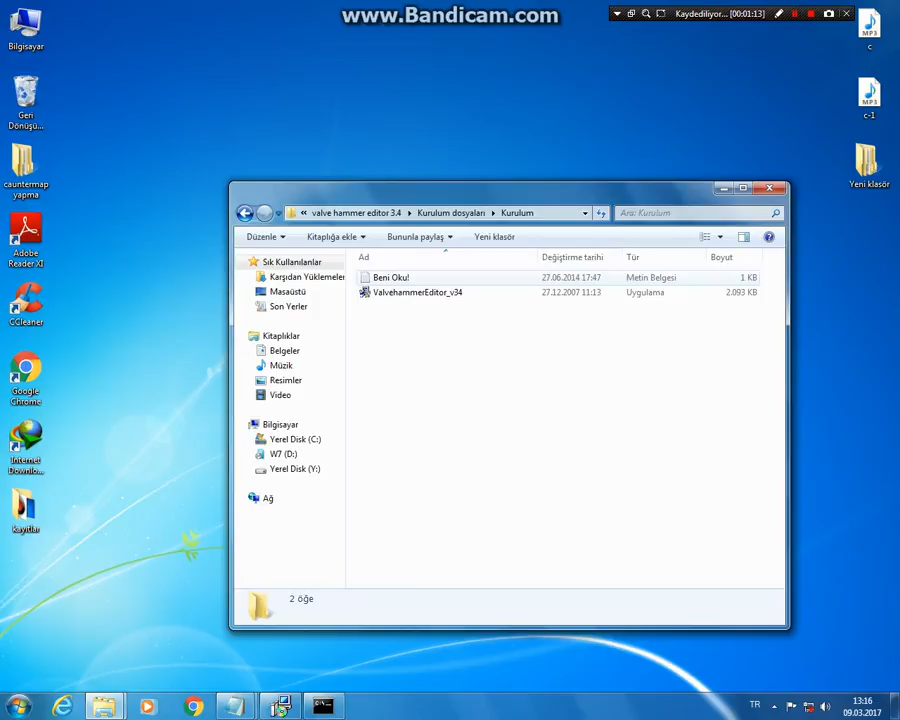 www.Bandicam.com
Kaydediliyor... [00:01:13]
Bilgisayar
Geri
Dönüşü...
cauntermap
yapma
Adobe
Reader XI
CCleaner
Google
Chrome
Internet
Downlo...
kayıtlar
MP3
c
MP3
c-1
Yeni klasör
« valve hammer editor 3.4 ▸ Kurulum dosyaları ▸ Kurulum
Ara: Kurulum
Düzenle
Kitaplığa ekle
Bununla paylaş
Yeni klasör
Sık Kullanılanlar
Karşıdan Yüklemeler
Masaüstü
Son Yerler
Kitaplıklar
Belgeler
Müzik
Resimler
Video
Bilgisayar
Yerel Disk (C:)
W7 (D:)
Yerel Disk (Y:)
Ağ
Ad Değiştirme tarihi Tür Boyut
Beni Oku! 27.06.2014 17:47 Metin Belgesi 1 KB
ValvehammerEditor_v34 27.12.2007 11:13 Uygulama 2.093 KB
2 öğe
TR
13:16
09.03.2017